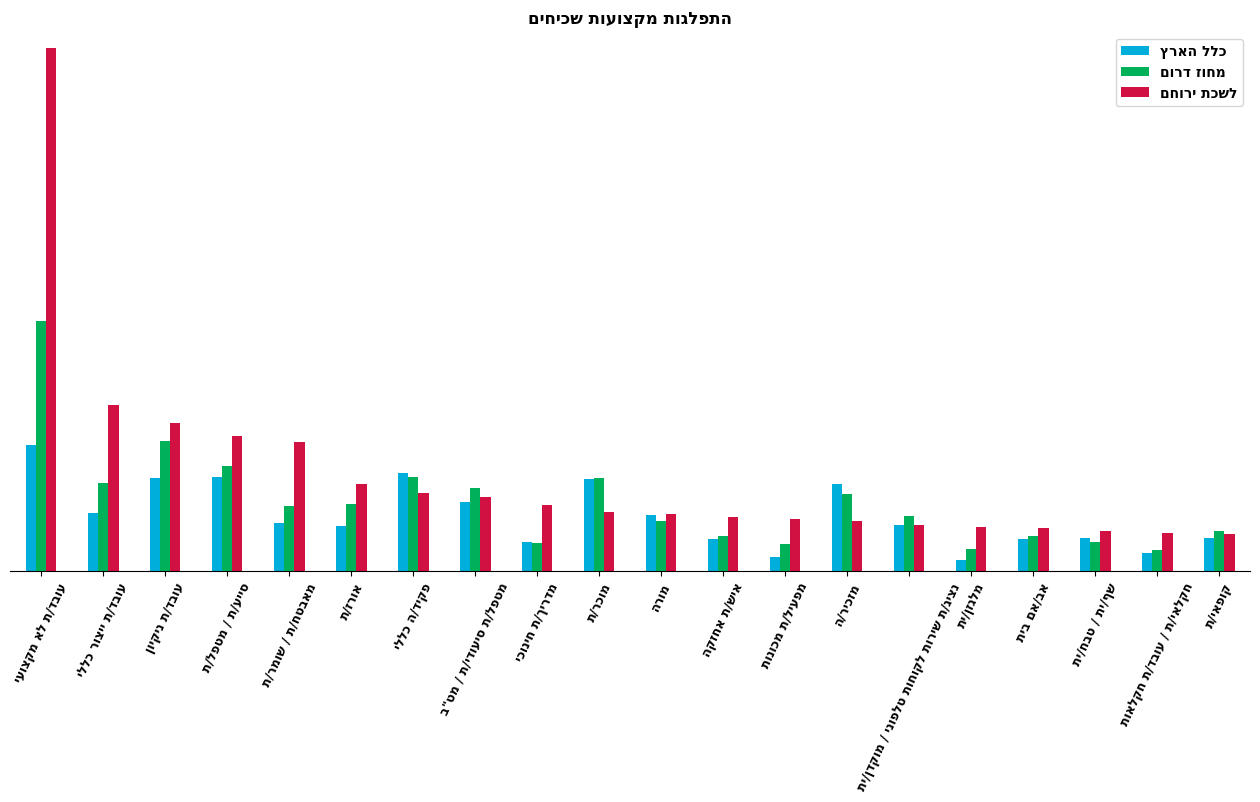 התפלגות מקצועות שכיחים
כלל הארץ
מחוז דרום
לשכת ירוחם
עובד/ת לא מקצועי
עובד/ת ייצור כללי
עובד/ת ניקיון
סייע/ת / מטפל/ת
מאבטח/ת / שומר/ת
אורז/ת
פקיד/ה כללי
מטפל/ת סיעודי/ת / מט"ב
מדריך/ת חינוכי
מוכר/ת
מורה
איש/ת אחזקה
מפעיל/ת מכונות
מזכיר/ה
נציג/ת שירות לקוחות טלפוני / מוקדן/ית
מלגזן/ית
אב/אם בית
שף/ית / טבח/ית
חקלאי/ת / עובד/ת חקלאות
קופאי/ת